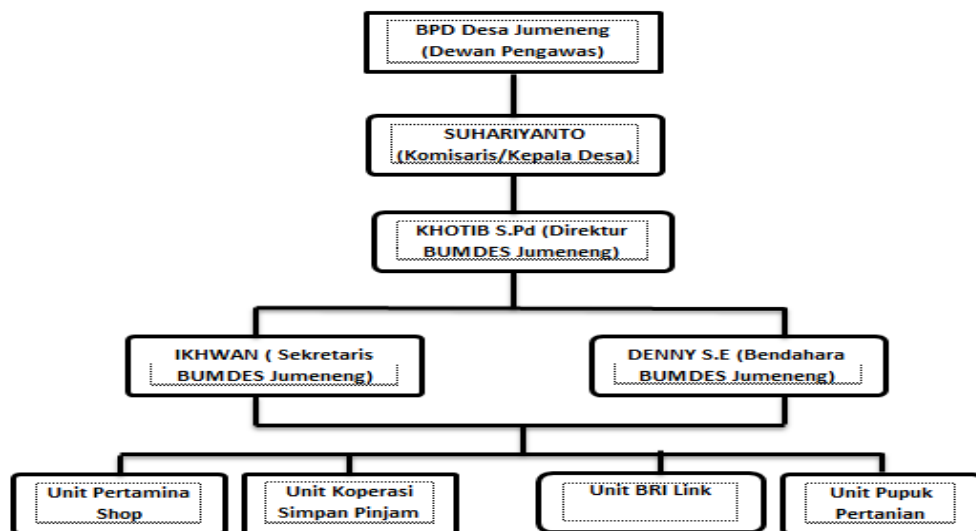 BPD Desa Jumeneng
(Dewan Pengawas)
SUHARIYANTO
(Komisaris/Kepala Desa)
KHOTIB S.Pd (Direktur
BUMDES Jumeneng)
IKHWAN ( Sekretaris
BUMDES Jumeneng)
DENNY S.E (Bendahara
BUMDES Jumeneng)
Unit Pertamina
Shop
Unit Koperasi
Simpan Pinjam
Unit BRI Link
Unit Pupuk
Pertanian